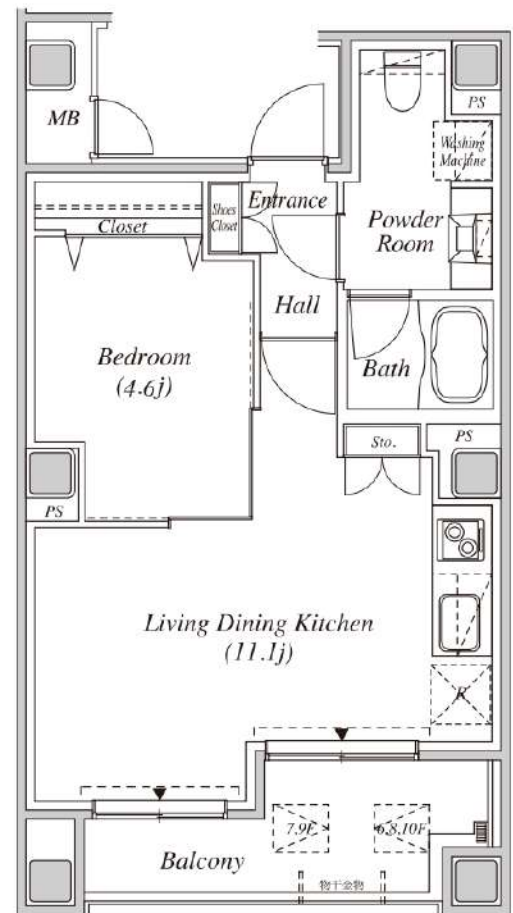 MB
PS
Washing
Machine
Closet
Shoes
Closet
Entrance
Powder
Room
Hall
Bedroom
(4.6j)
Bath
Sto.
PS
PS
Living Dining Kitchen
(11.1j)
R
7.9F
6.8.10F
Balcony
物干金物